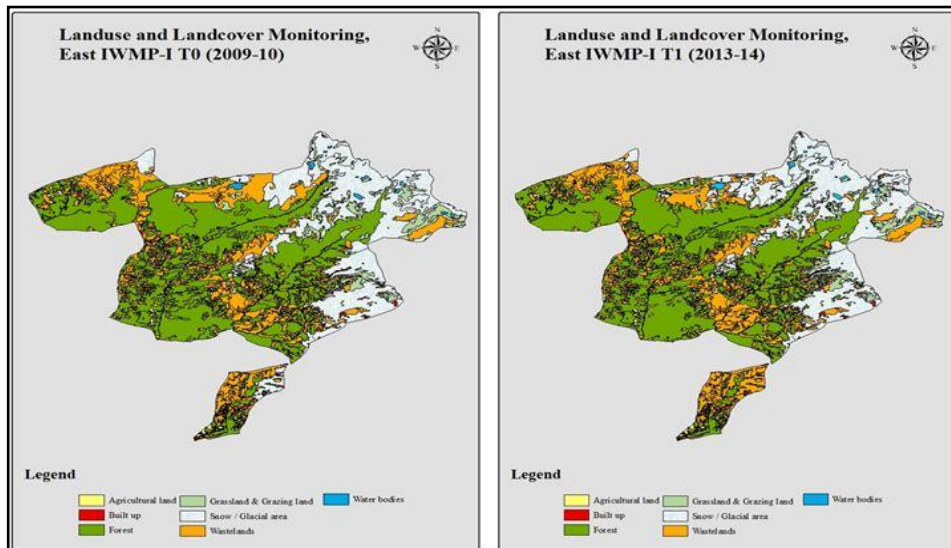 Landuse and Landcover Monitoring,
East IWMP-I T0 (2009-10)
N
W E
S
Legend
Agricultural land
Grassland & Grazing land
Water bodies
Built up
Snow / Glacial area
Forest
Wastelands
Landuse and Landcover Monitoring,
East IWMP-I T1 (2013-14)
N
W E
S
Legend
Agricultural land
Grassland & Grazing land
Water bodies
Built up
Snow / Glacial area
Forest
Wastelands